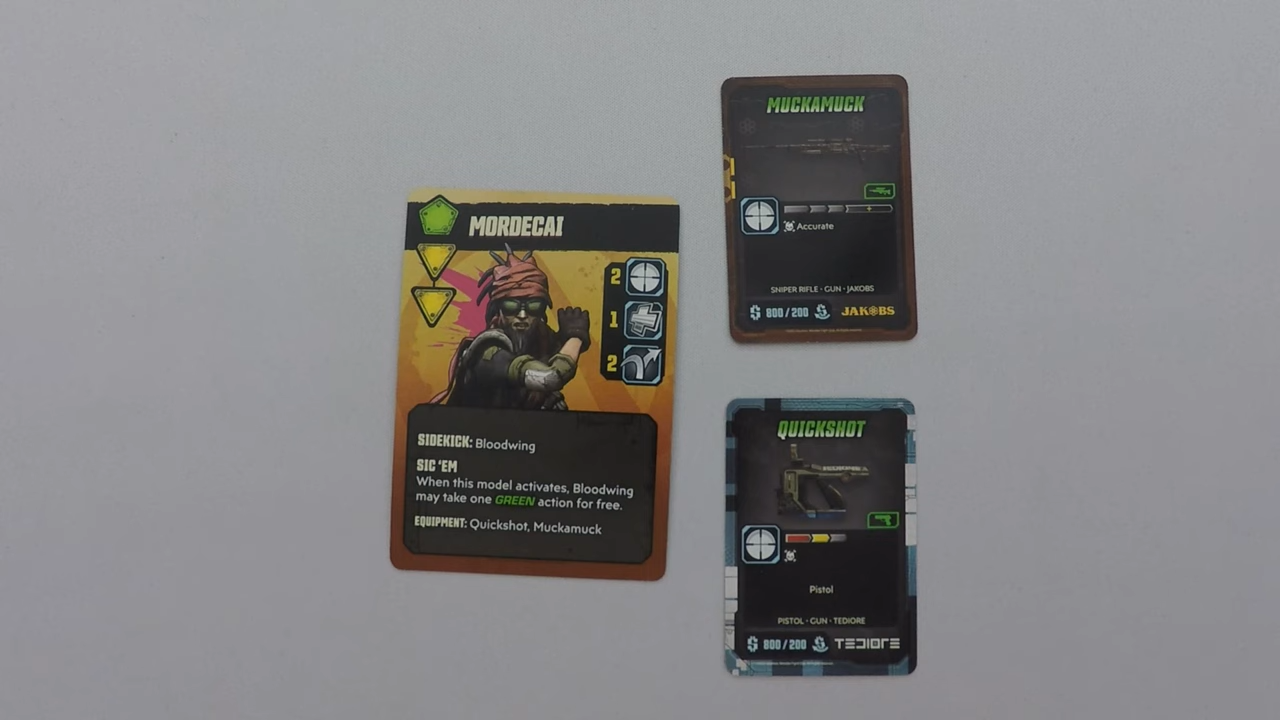 MORDECAI
2
1
2
SIDEKICK: Bloodwing
SIC 'EM
When this model activates, Bloodwing
may take one GREEN action for free.
EQUIPMENT: Quickshot, Muckamuck
MUCKAMUCK
Accurate
SNIPER RIFLE • GUN • JAKOBS
800 / 200
JAKOBS
QUICKSHOT
Pistol
PISTOL • GUN • TEDIORE
800 / 200
TEDIORE